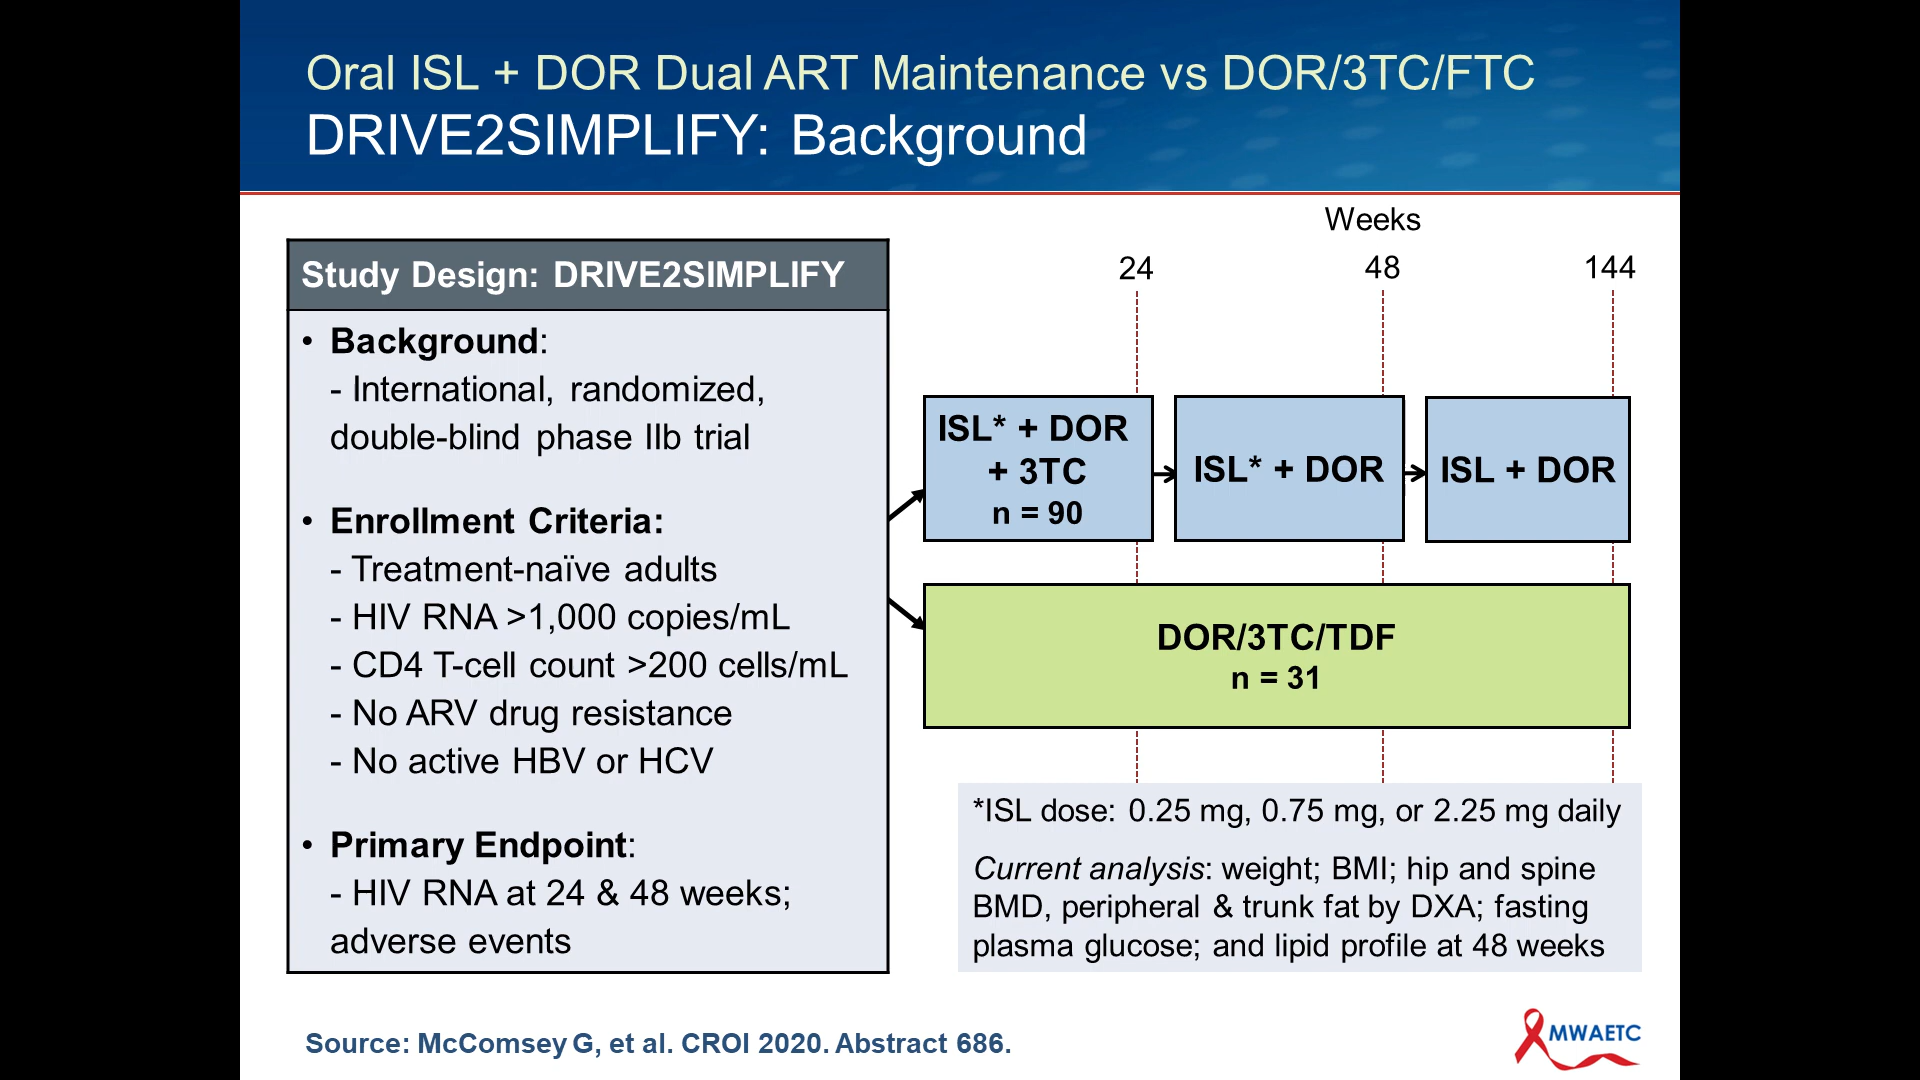 Oral ISL + DOR Dual ART Maintenance vs DOR/3TC/FTC
DRIVE2SIMPLIFY: Background
Study Design: DRIVE2SIMPLIFY
• Background:
- International, randomized,
double-blind phase IIb trial
• Enrollment Criteria:
- Treatment-naïve adults
- HIV RNA >1,000 copies/mL
- CD4 T-cell count >200 cells/mL
- No ARV drug resistance
- No active HBV or HCV
• Primary Endpoint:
- HIV RNA at 24 & 48 weeks;
adverse events
Weeks
24 48 144
ISL* + DOR
+ 3TC
n = 90
ISL* + DOR
ISL + DOR
DOR/3TC/TDF
n = 31
*ISL dose: 0.25 mg, 0.75 mg, or 2.25 mg daily
Current analysis: weight; BMI; hip and spine
BMD, peripheral & trunk fat by DXA; fasting
plasma glucose; and lipid profile at 48 weeks
Source: McComsey G, et al. CROI 2020. Abstract 686.
MWAETC